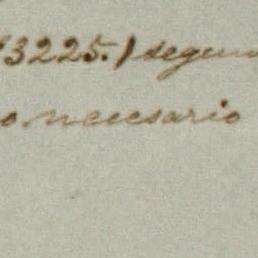 3225.) segun
o necesario